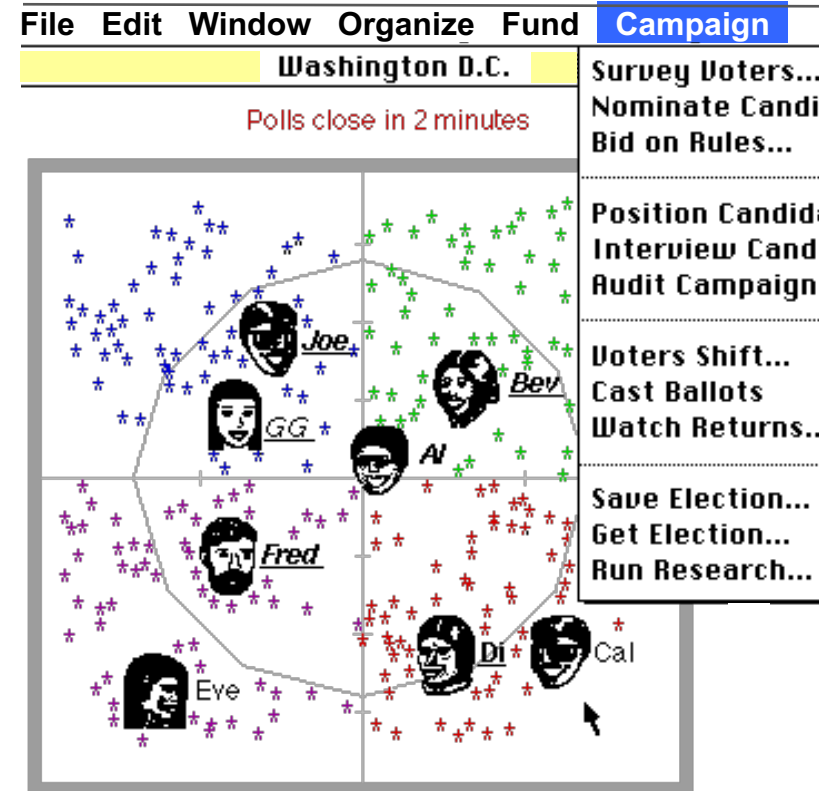 File Edit Window Organize Fund Campaign
Washington D.C.
Polls close in 2 minutes
Survey Voters...
Nominate Candi
Bid on Rules...
Position Candida
Interview Cand
Audit Campaign
Voters Shift...
Cast Ballots
Watch Returns..
Save Election...
Get Election...
Run Research...
Joe
Bev
GG
Al
Fred
Di
Cal
Eve